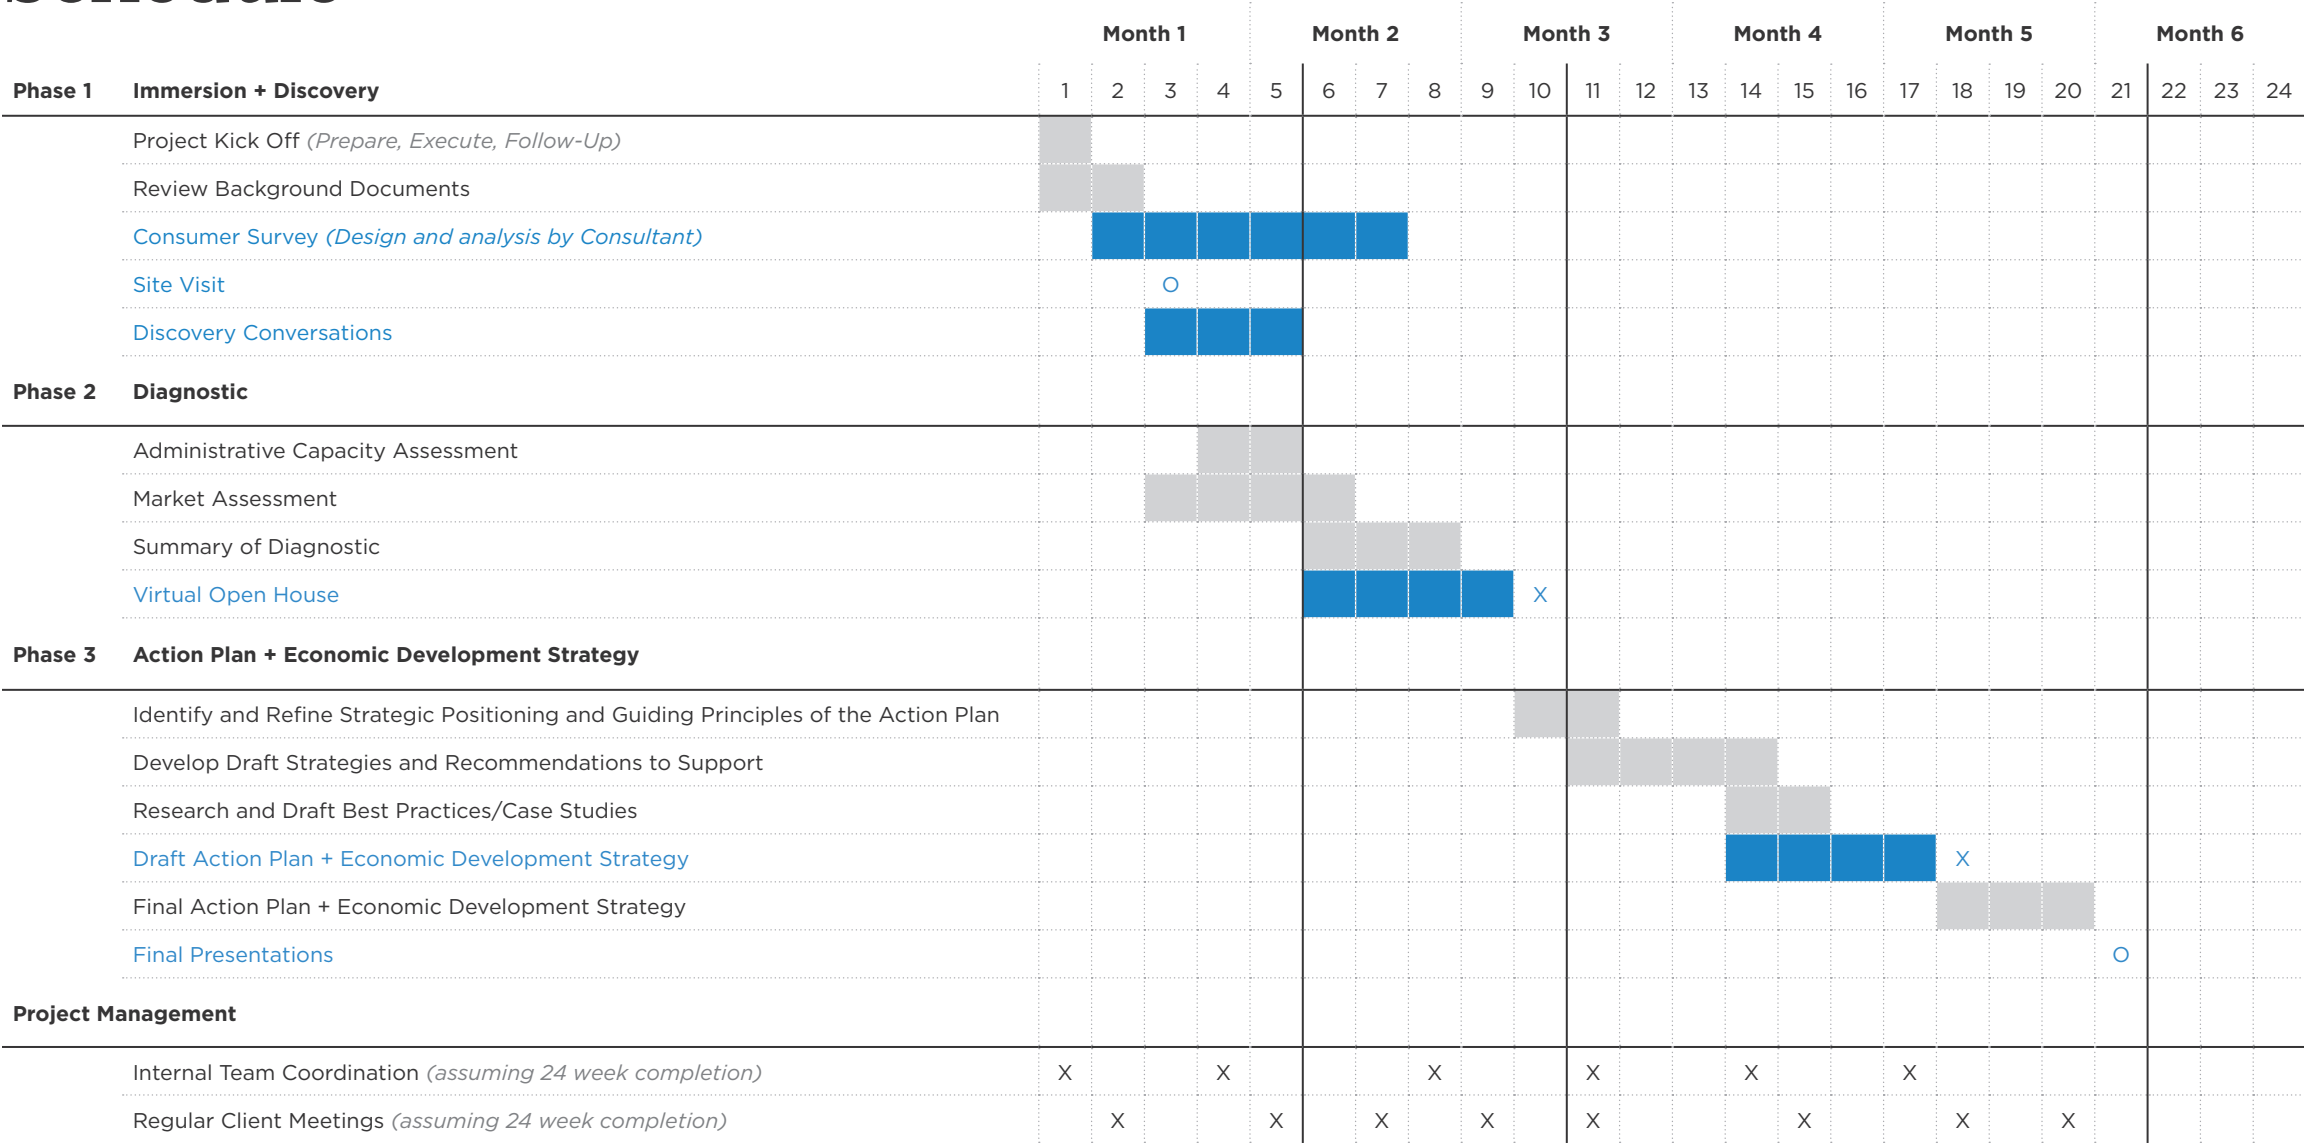 Month 1 Month 2 Month 3 Month 4 Month 5 Month 6
Phase 1 Immersion + Discovery 1 2 3 4 5 6 7 8 9 10 11 12 13 14 15 16 17 18 19 20 21 22 23 24
Project Kick Off (Prepare, Execute, Follow-Up)
Review Background Documents
Consumer Survey (Design and analysis by Consultant)
Site Visit O
Discovery Conversations
Phase 2 Diagnostic
Administrative Capacity Assessment
Market Assessment
Summary of Diagnostic
Virtual Open House X
Phase 3 Action Plan + Economic Development Strategy
Identify and Refine Strategic Positioning and Guiding Principles of the Action Plan
Develop Draft Strategies and Recommendations to Support
Research and Draft Best Practices/Case Studies
Draft Action Plan + Economic Development Strategy X
Final Action Plan + Economic Development Strategy
Final Presentations O
Project Management
Internal Team Coordination (assuming 24 week completion) X X X X X X
Regular Client Meetings (assuming 24 week completion) X X X X X X X X